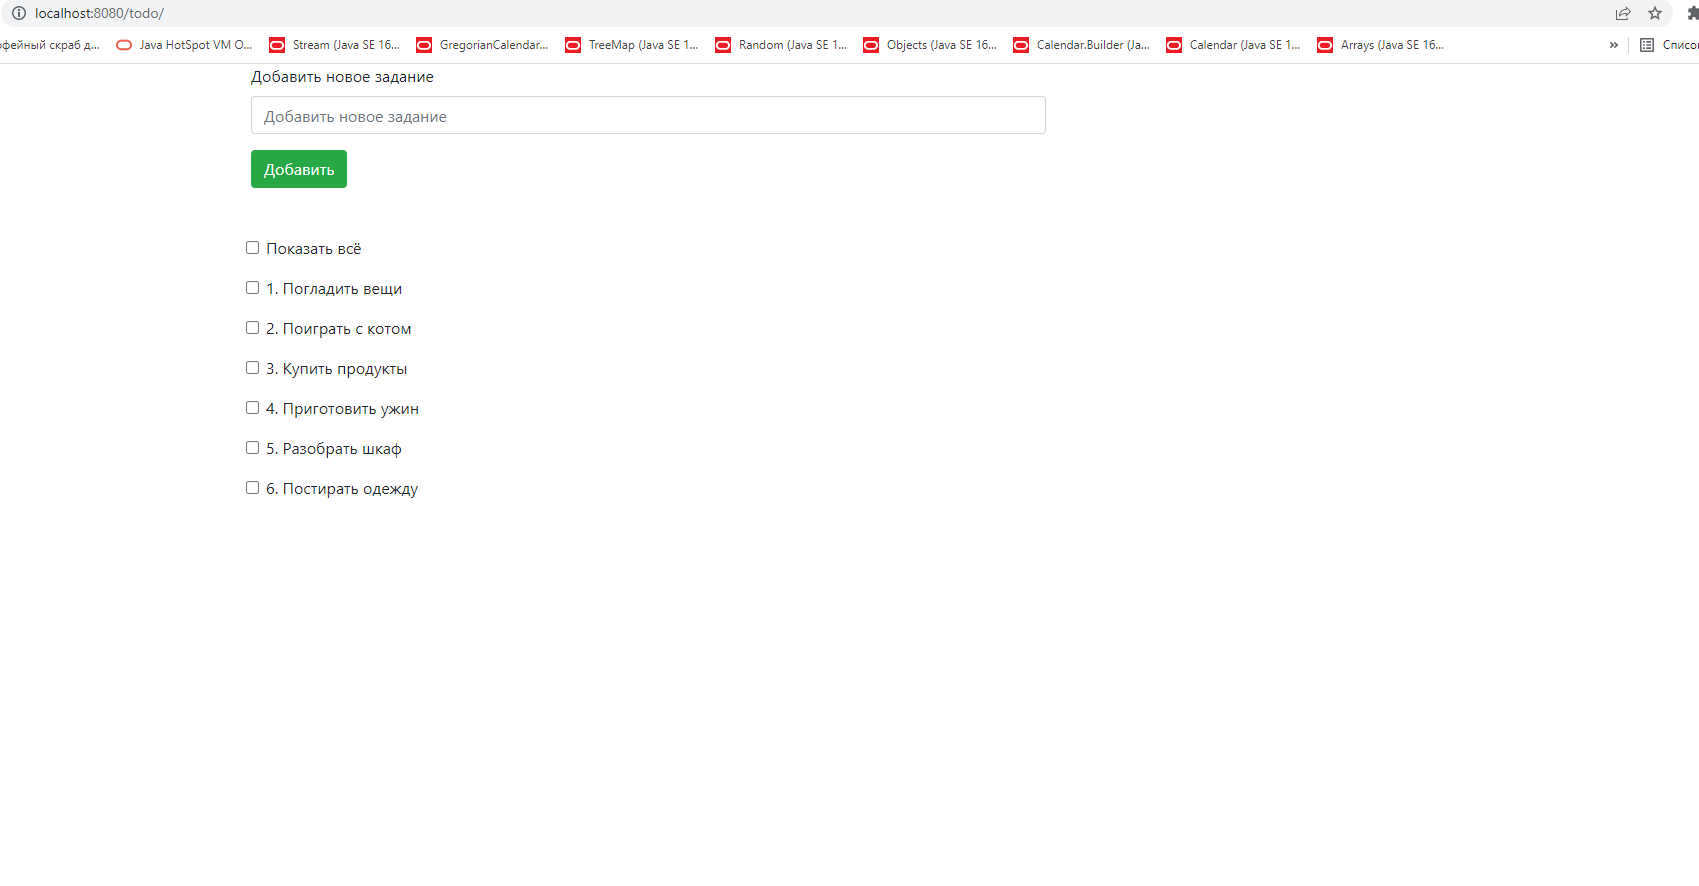 localhost:8080/todo/
офейный скраб д... Java HotSpot VM O... Stream (Java SE 16... GregorianCalendar... TreeMap (Java SE 1... Random (Java SE 1... Objects (Java SE 16... Calendar.Builder (Ja... Calendar (Java SE 1... Arrays (Java SE 16... » Список
Добавить новое задание
Добавить новое задание
Добавить
Показать всё
1. Погладить вещи
2. Поиграть с котом
3. Купить продукты
4. Приготовить ужин
5. Разобрать шкаф
6. Постирать одежду